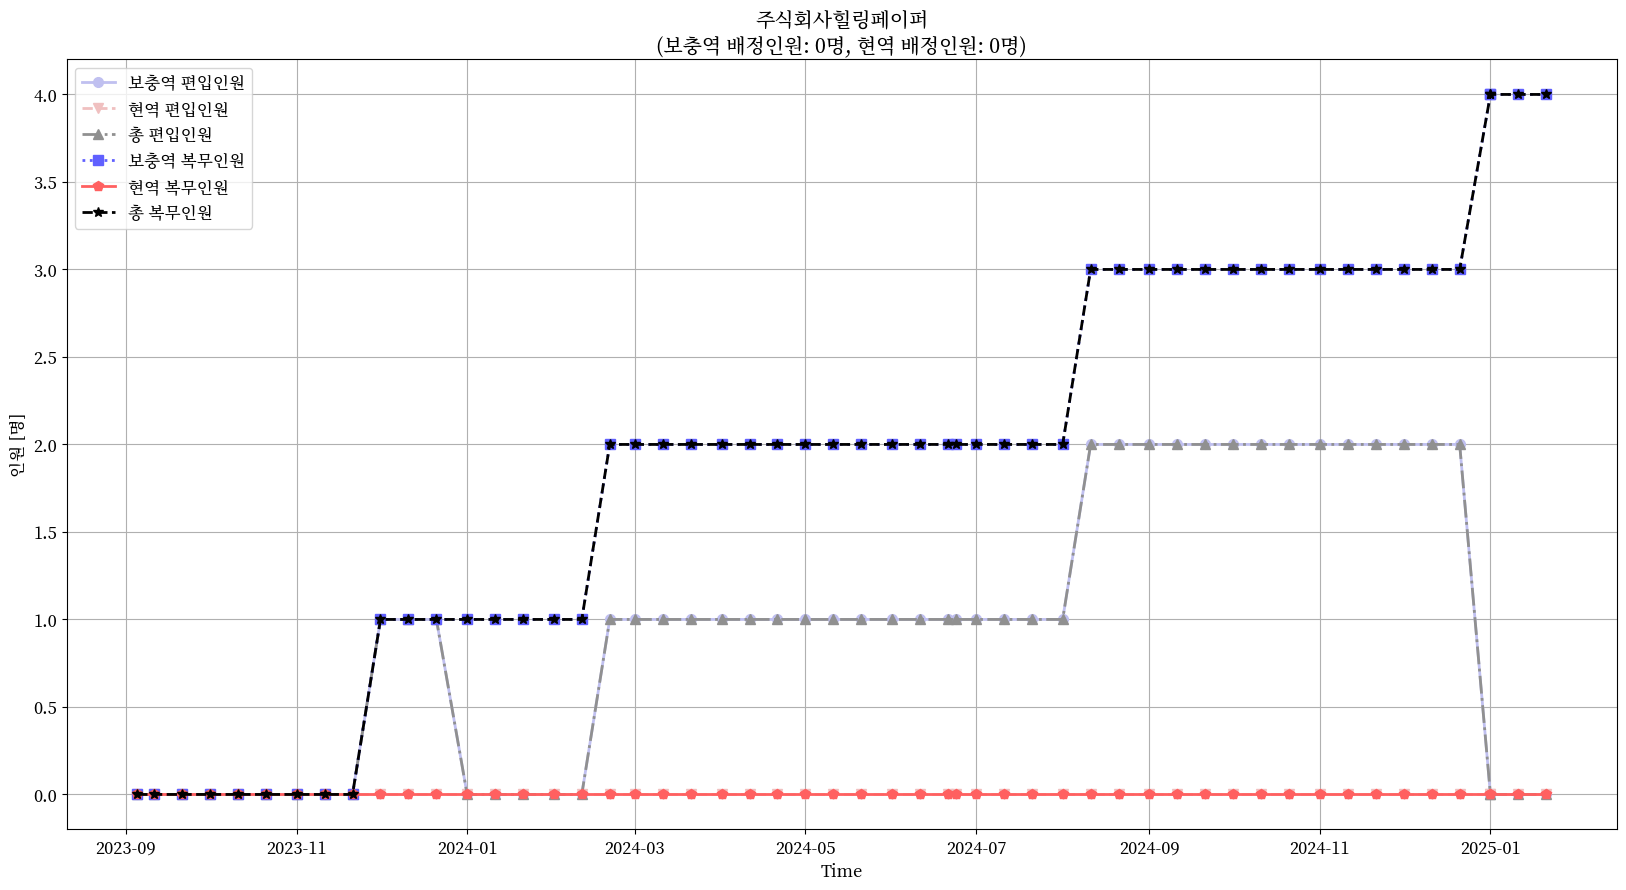 주식회사힐링페이퍼
(보충역 배정인원: 0명, 현역 배정인원: 0명)
보충역 편입인원
현역 편입인원
총 편입인원
보충역 복무인원
현역 복무인원
총 복무인원
인원 [명]
4.0
3.5
3.0
2.5
2.0
1.5
1.0
0.5
0.0
2023-09
2023-11
2024-01
2024-03
2024-05
2024-07
2024-09
2024-11
2025-01
Time